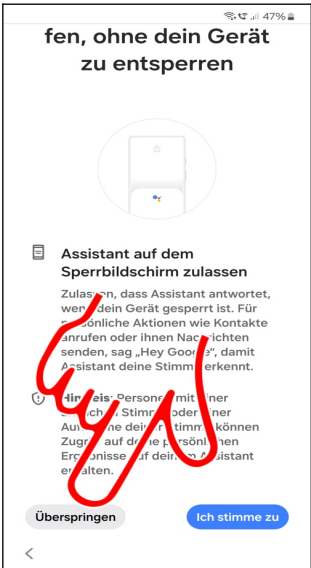 47%
fen, ohne dein Gerät
zu entsperren
Assistant auf dem
Sperrbildschirm zulassen
Zulassen, dass Assistant antwortet,
wenn dein Gerät gesperrt ist. Für
persönliche Aktionen wie Kontakte
anrufen oder ihnen Nachrichten
senden, sag „Hey Google“, damit
Assistant deine Stimme erkennt.
Hinweis: Personen mit einer
ähnlichen Stimme oder einer
Aufnahme deiner Stimme können
Zugriff auf deine persönlichen
Ergebnisse auf deinem Assistant
erhalten.
Überspringen
Ich stimme zu